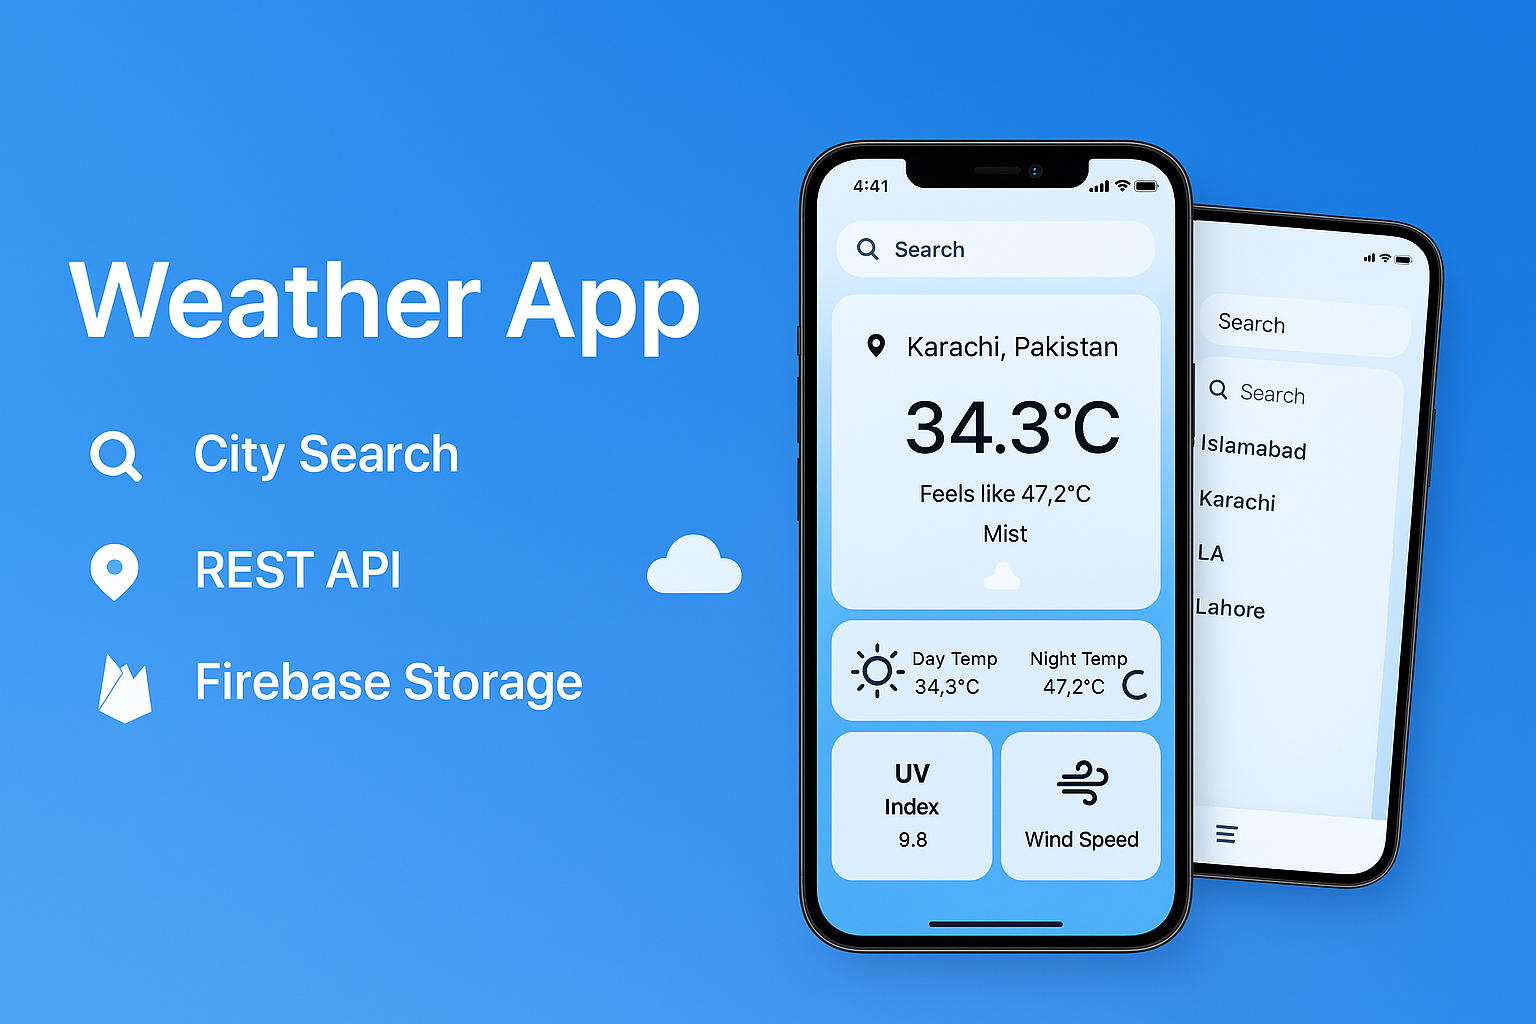 Weather App
City Search
REST API
Firebase Storage
4:41
Search
Karachi, Pakistan
34.3°C
Feels like 47,2°C
Mist
Day Temp
34,3°C
Night Temp
47,2°C
UV
Index
9.8
Wind Speed
Search
Search
Islamabad
Karachi
LA
Lahore